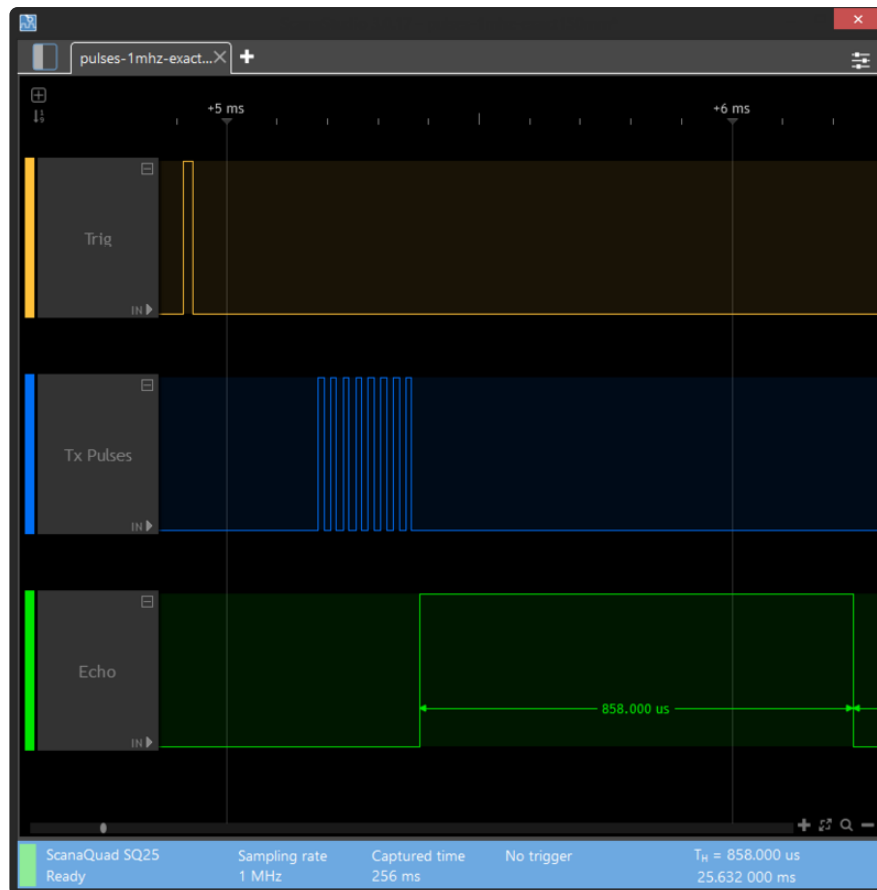 pulses-1mhz-exact...
+5 ms +6 ms
Trig
IN
Tx Pulses
IN
Echo
858.000 us
IN
ScanaQuad SQ25 Sampling rate Captured time No trigger TH = 858.000 us
Ready 1 MHz 256 ms 25.632 000 ms